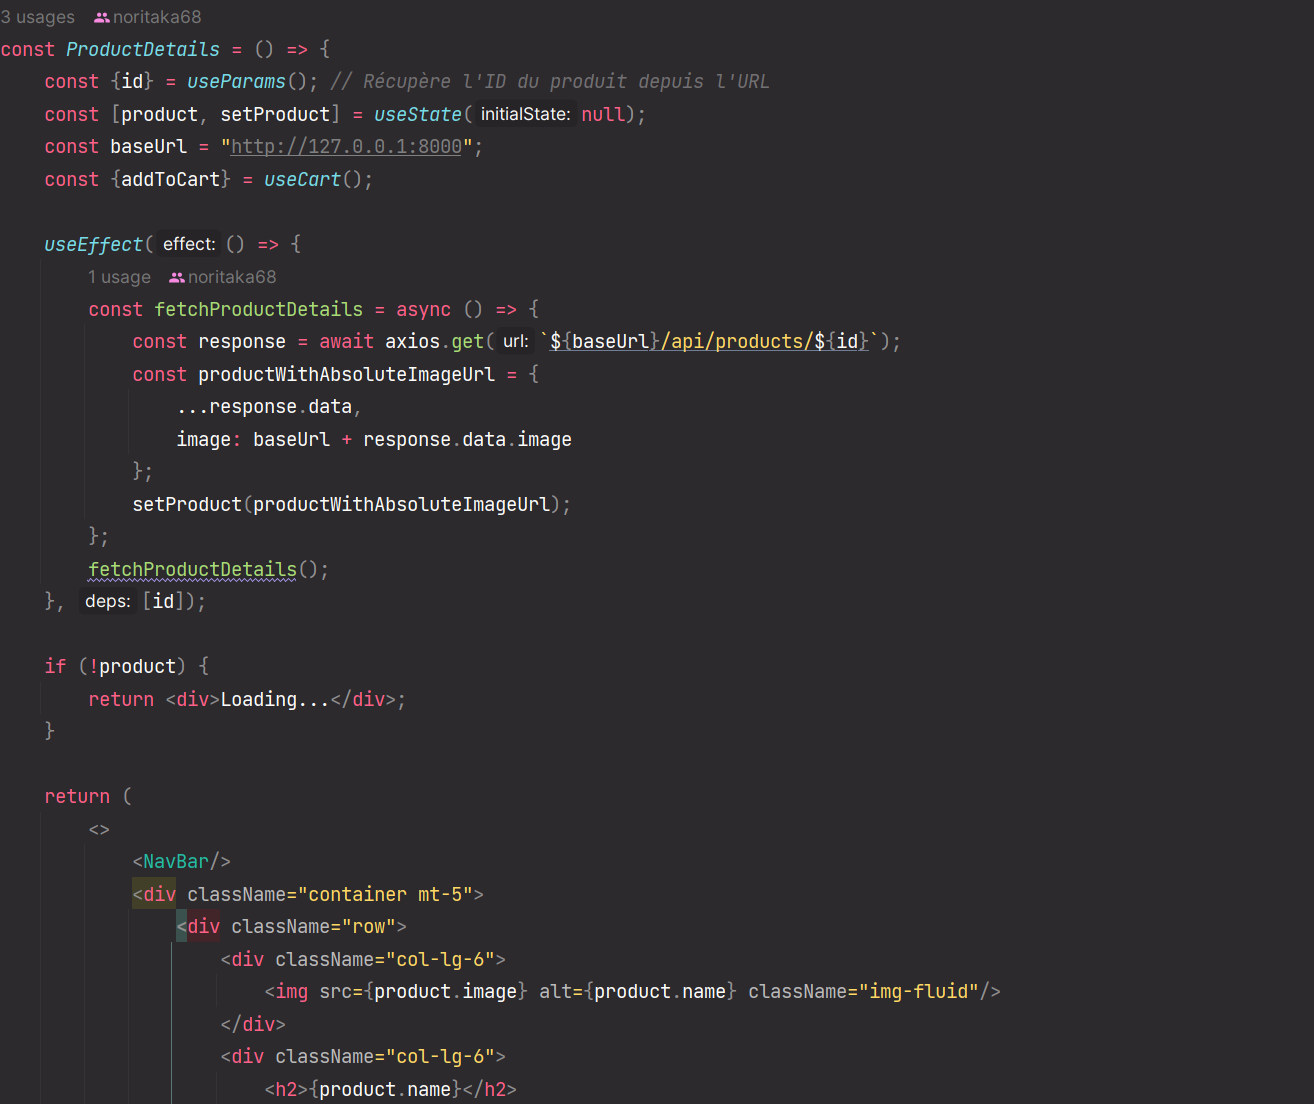 3 usages noritaka68
const ProductDetails = () => {
    const {id} = useParams(); // Récupère l'ID du produit depuis l'URL
    const [product, setProduct] = useState( initialState: null);
    const baseUrl = "http://127.0.0.1:8000";
    const {addToCart} = useCart();

    useEffect( effect: () => {
        1 usage noritaka68
        const fetchProductDetails = async () => {
            const response = await axios.get( url: `${baseUrl}/api/products/${id}`);
            const productWithAbsoluteImageUrl = {
                ...response.data,
                image: baseUrl + response.data.image
            };
            setProduct(productWithAbsoluteImageUrl);
        };
        fetchProductDetails();
    }, deps: [id]);

    if (!product) {
        return <div>Loading...</div>;
    }

    return (
        <>
            <NavBar/>
            <div className="container mt-5">
                <div className="row">
                    <div className="col-lg-6">
                        <img src={product.image} alt={product.name} className="img-fluid"/>
                    </div>
                    <div className="col-lg-6">
                        <h2>{product.name}</h2>